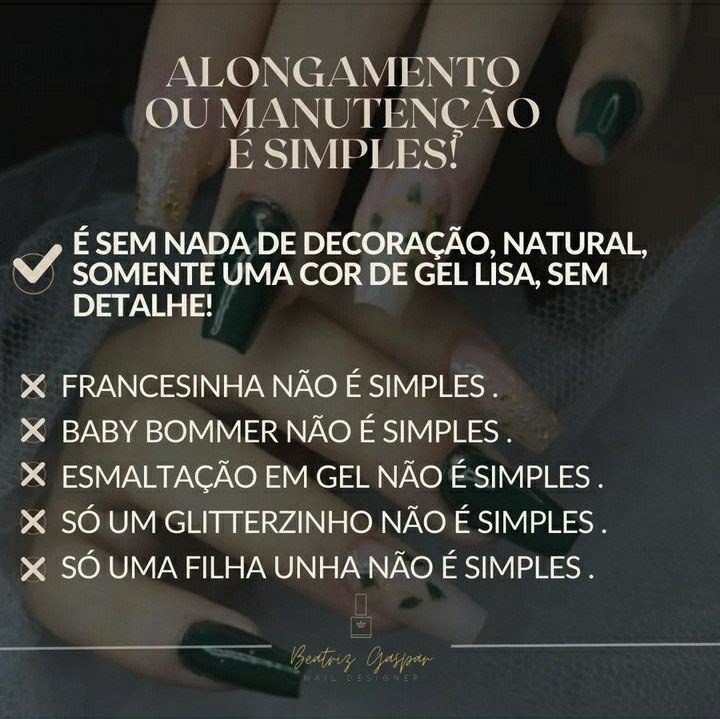 ALONGAMENTO
OU MANUTENÇÃO
É SIMPLES!
É SEM NADA DE DECORAÇÃO, NATURAL,
SOMENTE UMA COR DE GEL LISA, SEM
DETALHE!
FRANCESINHA NÃO É SIMPLES .
BABY BOMMER NÃO É SIMPLES .
ESMALTAÇÃO EM GEL NÃO É SIMPLES .
SÓ UM GLITTERZINHO NÃO É SIMPLES .
SÓ UMA FILHA UNHA NÃO É SIMPLES .
Beatriz Gaspar
NAIL DESIGNER